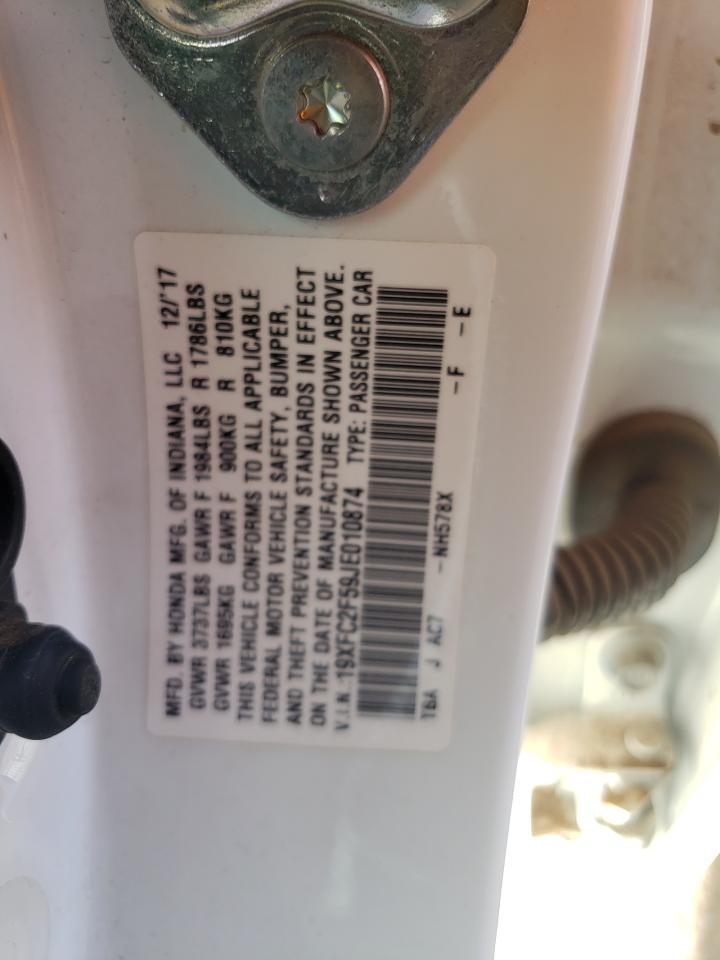 MFD. BY HONDA MFG. OF INDIANA, LLC 12/'17
GVWR 3737LBS GAWR F 1984LBS R 1786LBS
GVWR 1695KG GAWR F 900KG R 810KG
THIS VEHICLE CONFORMS TO ALL APPLICABLE
FEDERAL MOTOR VEHICLE SAFETY, BUMPER,
AND THEFT PREVENTION STANDARDS IN EFFECT
ON THE DATE OF MANUFACTURE SHOWN ABOVE.
V.I.N. 19XFC2F59JE010874 TYPE: PASSENGER CAR
TBA J AC7 -NH578X -F -E